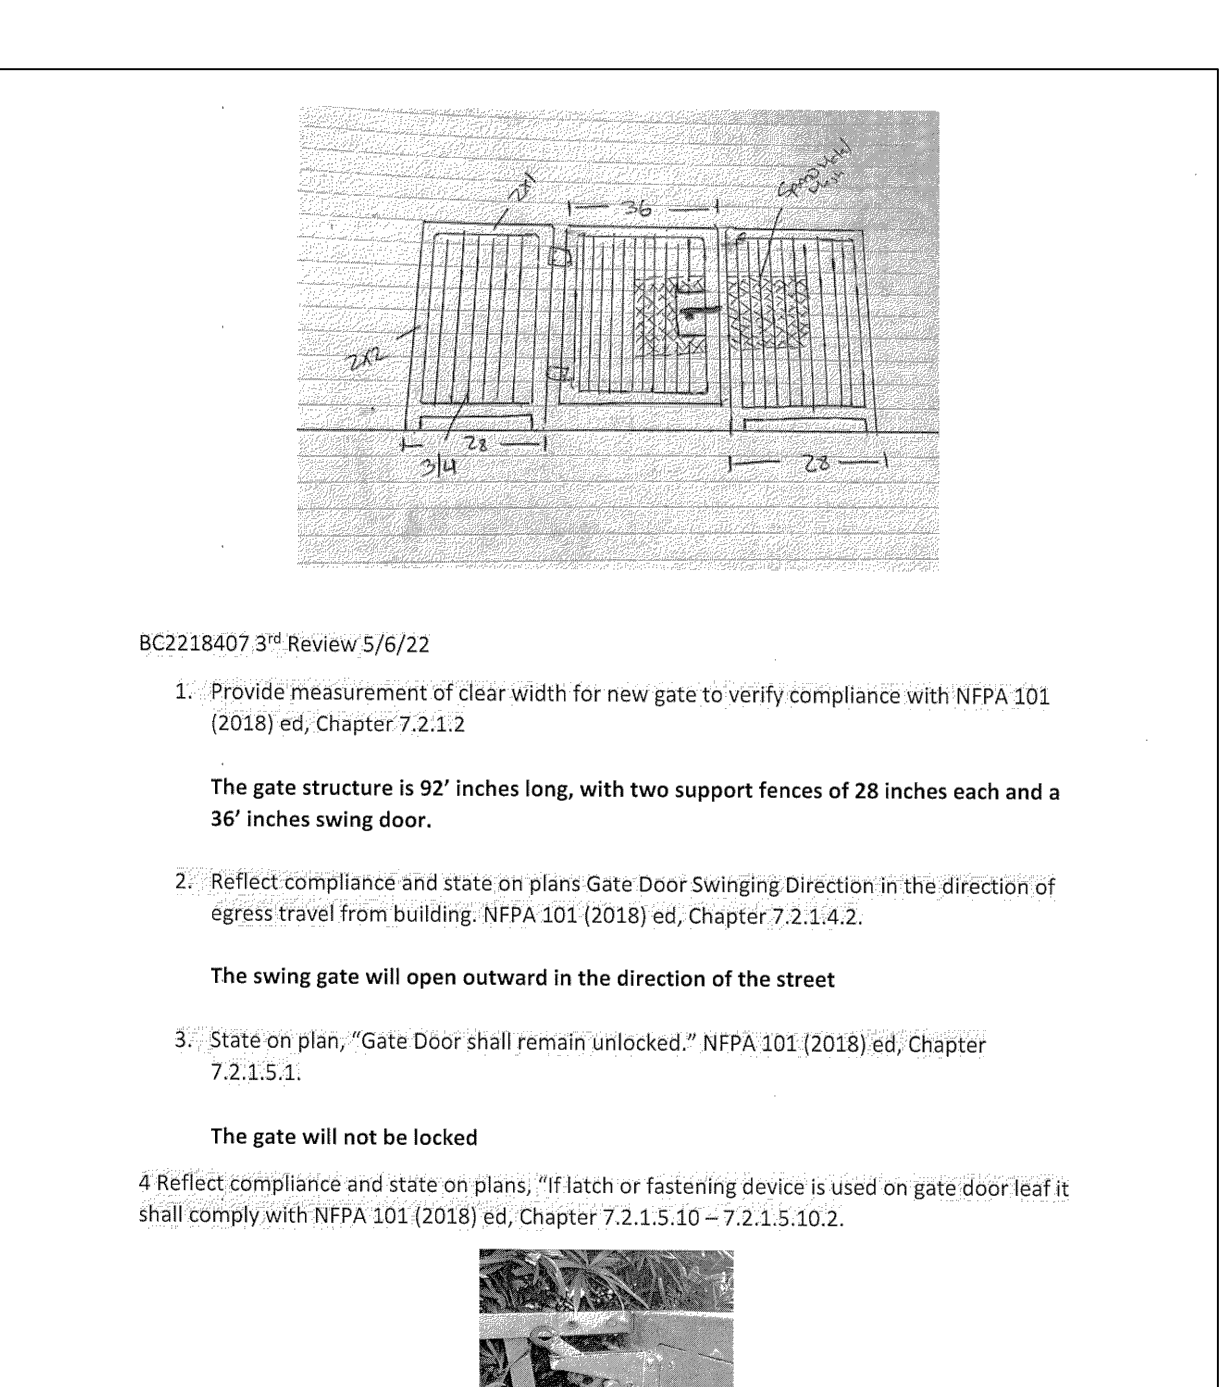 2x1
36
mesh
2x2
28
3/4
28
BC2218407 3rd Review 5/6/22
1. Provide measurement of clear width for new gate to verify compliance with NFPA 101
(2018) ed, Chapter 7.2.1.2
The gate structure is 92' inches long, with two support fences of 28 inches each and a
36' inches swing door.
2. Reflect compliance and state on plans Gate Door Swinging Direction in the direction of
egress travel from building. NFPA 101 (2018) ed, Chapter 7.2.1.4.2.
The swing gate will open outward in the direction of the street
3. State on plan, “Gate Door shall remain unlocked.” NFPA 101 (2018) ed, Chapter
7.2.1.5.1.
The gate will not be locked
4 Reflect compliance and state on plans, “If latch or fastening device is used on gate door leaf it
shall comply with NFPA 101 (2018) ed, Chapter 7.2.1.5.10 – 7.2.1.5.10.2.